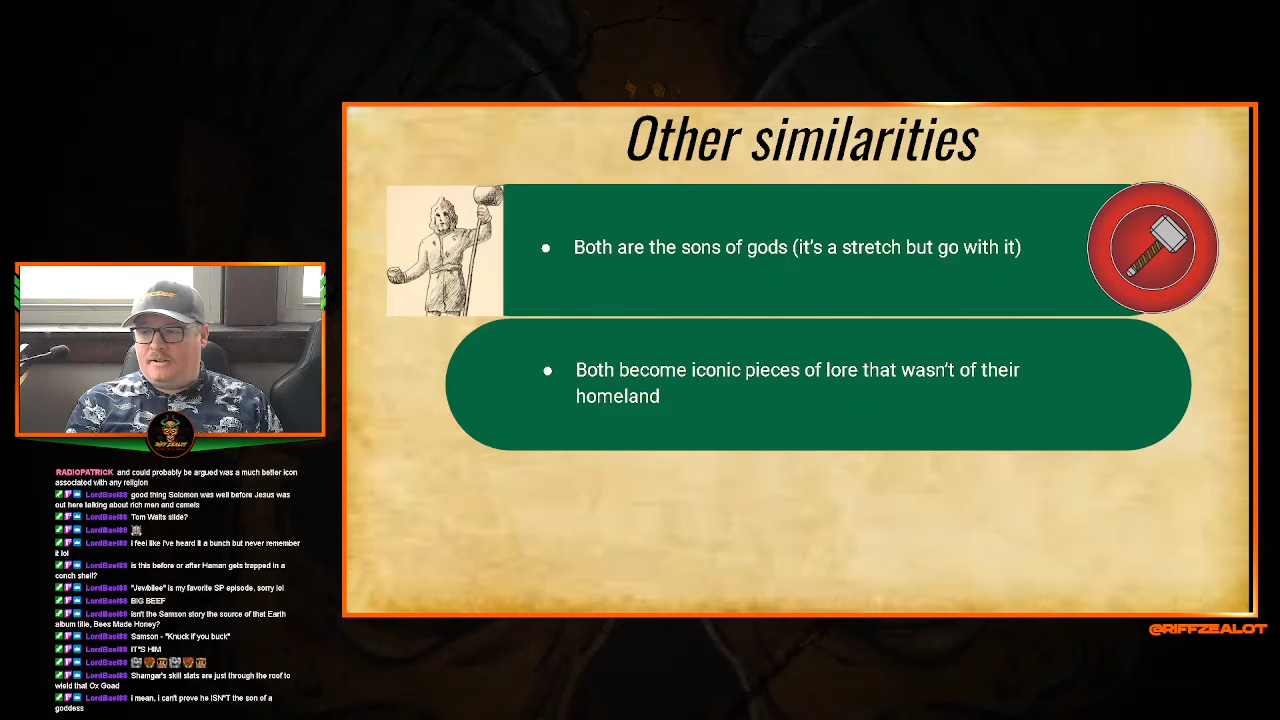 Other similarities
Both are the sons of gods (it's a stretch but go with it)
Both become iconic pieces of lore that wasn't of their
homeland
RIFF ZEALOT
RADIOPATRICK and could probably be argued was a much better icon
associated with any religion
LordBael88 good thing Solomon was well before Jesus was
out here talking about rich men and camels
LordBael88 Tom Waits slide?
LordBael88
LordBael88 i feel like i've heard it a bunch but never remember
it lol
LordBael88 is this before or after Haman gets trapped in a
conch shell?
LordBael88 "Jewbilee" is my favorite SP episode, sorry lol
LordBael88 BIG BEEF
LordBael88 isn't the Samson story the source of that Earth
album title, Bees Made Honey?
LordBael88 Samson - "Knuck if you buck"
LordBael88 IT"S HIM
LordBael88
LordBael88 Shamgar's skill stats are just through the roof to
wield that Ox Goad
LordBael88 i mean, i can't prove he ISN"T the son of a
goddess
@RIFFZEALOT